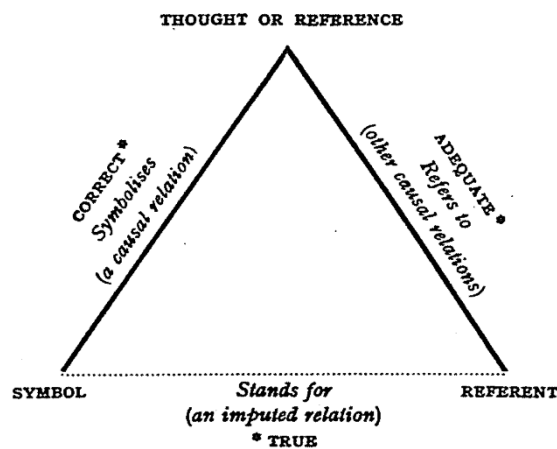 THOUGHT OR REFERENCE
CORRECT*
Symbolises
(a causal relation)
ADEQUATE*
Refers to
(other causal relations)
SYMBOL
Stands for
(an imputed relation)
* TRUE
REFERENT